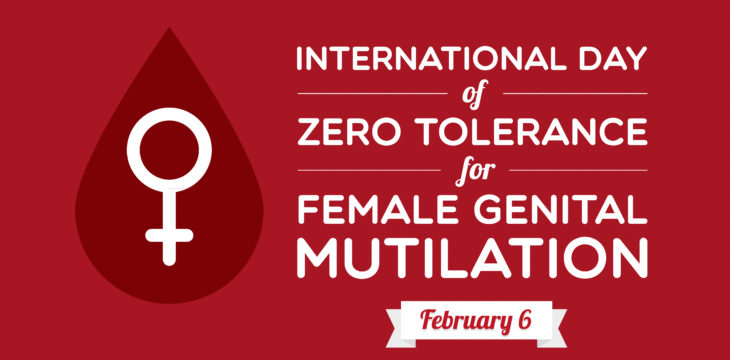 INTERNATIONAL DAY
of
ZERO TOLERANCE
for
FEMALE GENITAL
MUTILATION
February 6